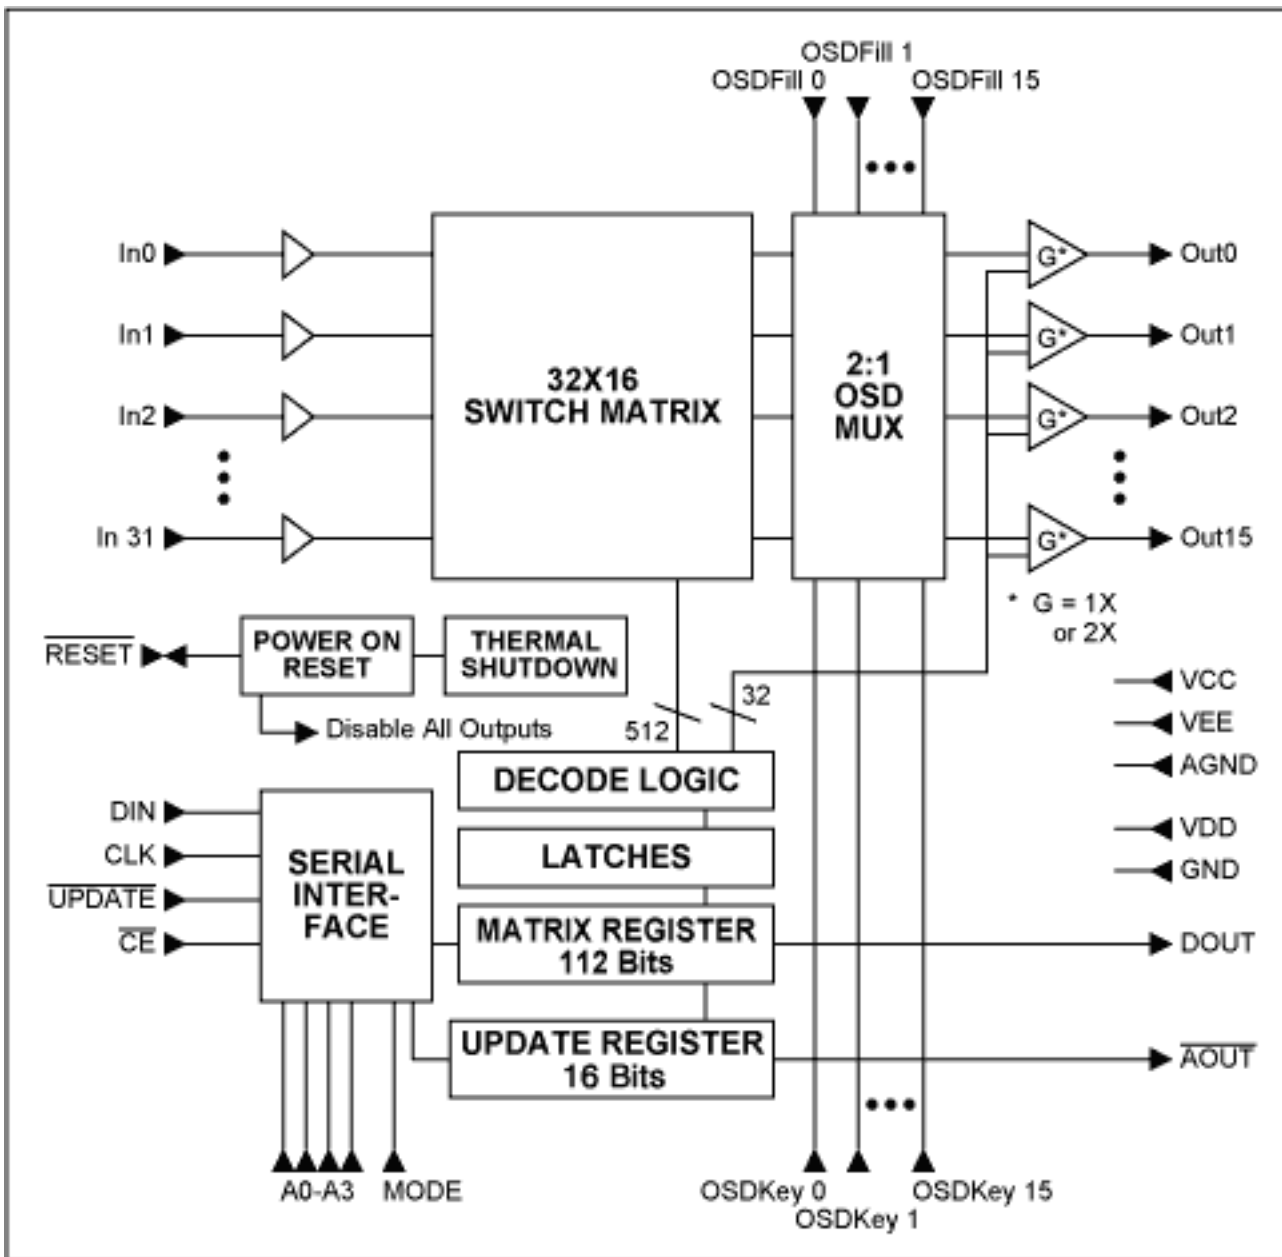 OSDFill 1
OSDFill 0
OSDFill 15
In0
G*
Out0
In1
G*
Out1
32X16
SWITCH MATRIX
2:1
OSD
MUX
In2
G*
Out2
In 31
G*
Out15
* G = 1X
or 2X
RESET
POWER ON
RESET
THERMAL
SHUTDOWN
VCC
32
512
Disable All Outputs
VEE
DECODE LOGIC
AGND
DIN
CLK
UPDATE
CE
SERIAL
INTER-
FACE
LATCHES
VDD
GND
MATRIX REGISTER
112 Bits
DOUT
UPDATE REGISTER
16 Bits
AOUT
A0-A3
MODE
OSDKey 0
OSDKey 1
OSDKey 15